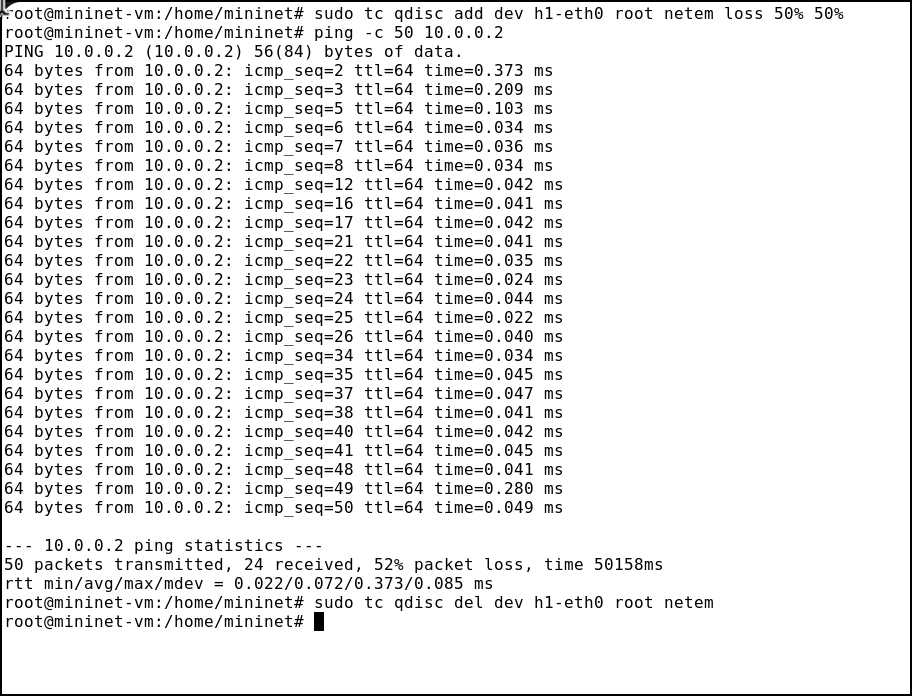 root@mininet-vm:/home/mininet# sudo tc qdisc add dev h1-eth0 root netem loss 50% 50%
root@mininet-vm:/home/mininet# ping -c 50 10.0.0.2
PING 10.0.0.2 (10.0.0.2) 56(84) bytes of data.
64 bytes from 10.0.0.2: icmp_seq=2 ttl=64 time=0.373 ms
64 bytes from 10.0.0.2: icmp_seq=3 ttl=64 time=0.209 ms
64 bytes from 10.0.0.2: icmp_seq=5 ttl=64 time=0.103 ms
64 bytes from 10.0.0.2: icmp_seq=6 ttl=64 time=0.034 ms
64 bytes from 10.0.0.2: icmp_seq=7 ttl=64 time=0.036 ms
64 bytes from 10.0.0.2: icmp_seq=8 ttl=64 time=0.034 ms
64 bytes from 10.0.0.2: icmp_seq=12 ttl=64 time=0.042 ms
64 bytes from 10.0.0.2: icmp_seq=16 ttl=64 time=0.041 ms
64 bytes from 10.0.0.2: icmp_seq=17 ttl=64 time=0.042 ms
64 bytes from 10.0.0.2: icmp_seq=21 ttl=64 time=0.041 ms
64 bytes from 10.0.0.2: icmp_seq=22 ttl=64 time=0.035 ms
64 bytes from 10.0.0.2: icmp_seq=23 ttl=64 time=0.024 ms
64 bytes from 10.0.0.2: icmp_seq=24 ttl=64 time=0.044 ms
64 bytes from 10.0.0.2: icmp_seq=25 ttl=64 time=0.022 ms
64 bytes from 10.0.0.2: icmp_seq=26 ttl=64 time=0.040 ms
64 bytes from 10.0.0.2: icmp_seq=34 ttl=64 time=0.034 ms
64 bytes from 10.0.0.2: icmp_seq=35 ttl=64 time=0.045 ms
64 bytes from 10.0.0.2: icmp_seq=37 ttl=64 time=0.047 ms
64 bytes from 10.0.0.2: icmp_seq=38 ttl=64 time=0.041 ms
64 bytes from 10.0.0.2: icmp_seq=40 ttl=64 time=0.042 ms
64 bytes from 10.0.0.2: icmp_seq=41 ttl=64 time=0.045 ms
64 bytes from 10.0.0.2: icmp_seq=48 ttl=64 time=0.041 ms
64 bytes from 10.0.0.2: icmp_seq=49 ttl=64 time=0.280 ms
64 bytes from 10.0.0.2: icmp_seq=50 ttl=64 time=0.049 ms
--- 10.0.0.2 ping statistics ---
50 packets transmitted, 24 received, 52% packet loss, time 50158ms
rtt min/avg/max/mdev = 0.022/0.072/0.373/0.085 ms
root@mininet-vm:/home/mininet# sudo tc qdisc del dev h1-eth0 root netem
root@mininet-vm:/home/mininet#